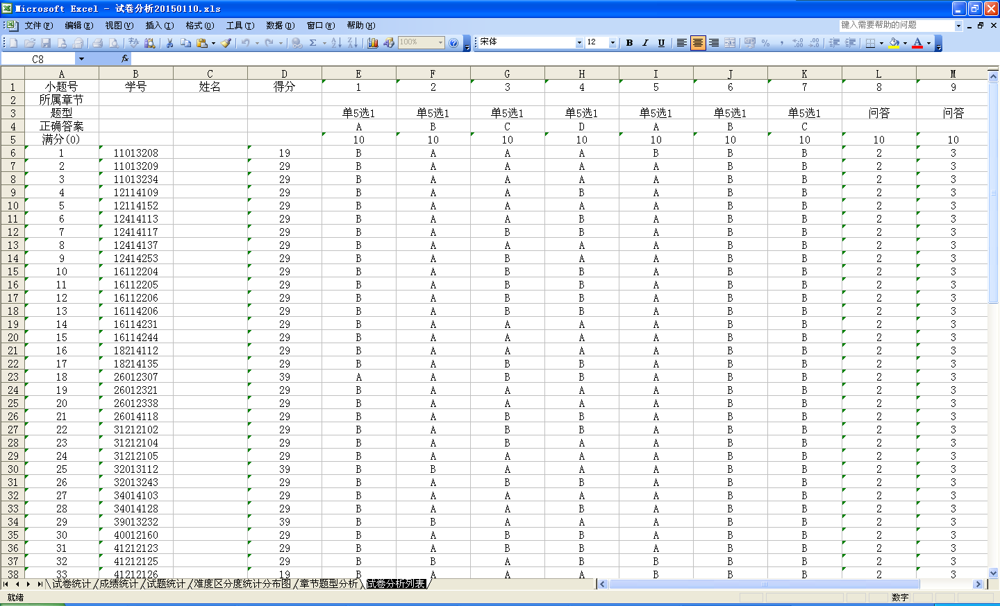 Microsoft Excel - 试卷分析20150110.xls
文件(F) 编辑(E) 视图(V) 插入(I) 格式(O) 工具(T) 数据(D) 窗口(W) 帮助(H) 键入需要帮助的问题
100% 宋体 12 B I U
C8 fx
A B C D E F G H I J K L M
1 小题号 学号 姓名 得分 1 2 3 4 5 6 7 8 9
2 所属章节
3 题型 单5选1 单5选1 单5选1 单5选1 单5选1 单5选1 单5选1 问答 问答
4 正确答案 A B C D A B C
5 满分(0) 10 10 10 10 10 10 10 10 10
6 1 11013208 19 B A A A B B B 2 3
7 2 11013209 29 B A A A A B B 2 3
8 3 11013234 29 B A A A A B B 2 3
9 4 12114109 29 B A A B A B B 2 3
10 5 12114152 29 B A A A A B B 2 3
11 6 12414113 29 B A A B A B B 2 3
12 7 12414117 29 B A B B A B B 2 3
13 8 12414137 29 B A A A A B B 2 3
14 9 12414253 29 B A B A A B B 2 3
15 10 16112204 29 B A B B A B B 2 3
16 11 16112205 29 B A B B A B B 2 3
17 12 16112206 29 B A B B A B B 2 3
18 13 16114206 29 B A B B A B B 2 3
19 14 16114231 29 B A A A A B B 2 3
20 15 16114244 29 B A A A A B B 2 3
21 16 18214112 29 B A A A A B B 2 3
22 17 18214135 29 B A B B A B B 2 3
23 18 26012307 39 A A B B A B B 2 3
24 19 26012321 29 B A A A A B B 2 3
25 20 26012338 29 B A A A A B B 2 3
26 21 26014118 29 B A B B A B B 2 3
27 22 31212102 29 B A B B A B B 2 3
28 23 31212104 29 B A B A A B B 2 3
29 24 31212105 29 B A A A A B B 2 3
30 25 32013112 39 B B A A A B B 2 3
31 26 32013243 29 B A B B A B B 2 3
32 27 34014103 29 B A A A A B B 2 3
33 28 34014128 29 B A A B A B B 2 3
34 29 39013232 39 B B A A A B B 2 3
35 30 40012160 29 B A B B A B B 2 3
36 31 41212123 29 B A B B A B B 2 3
37 32 41212125 29 B B A B B B B 2 3
38 33 41212126 19 B A A A B B B 2 3
试卷统计 成绩统计 试题统计 难度区分度统计分布图 章节题型分析 试卷分析列表
就绪 数字